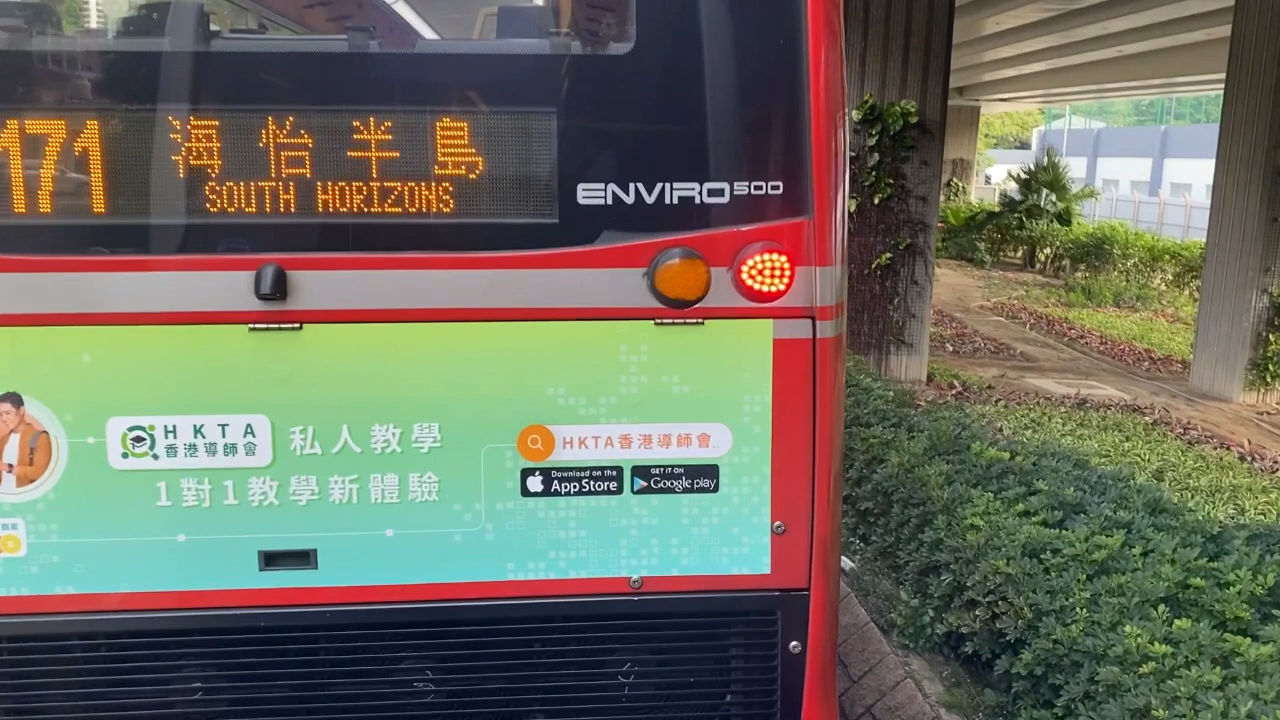 171
海怡半島
SOUTH HORIZONS
ENVIRO500
HKTA
香港導師會
私人教學
1對1教學新體驗
HKTA香港導師會..
Download on the
App Store
GET IT ON
Google play